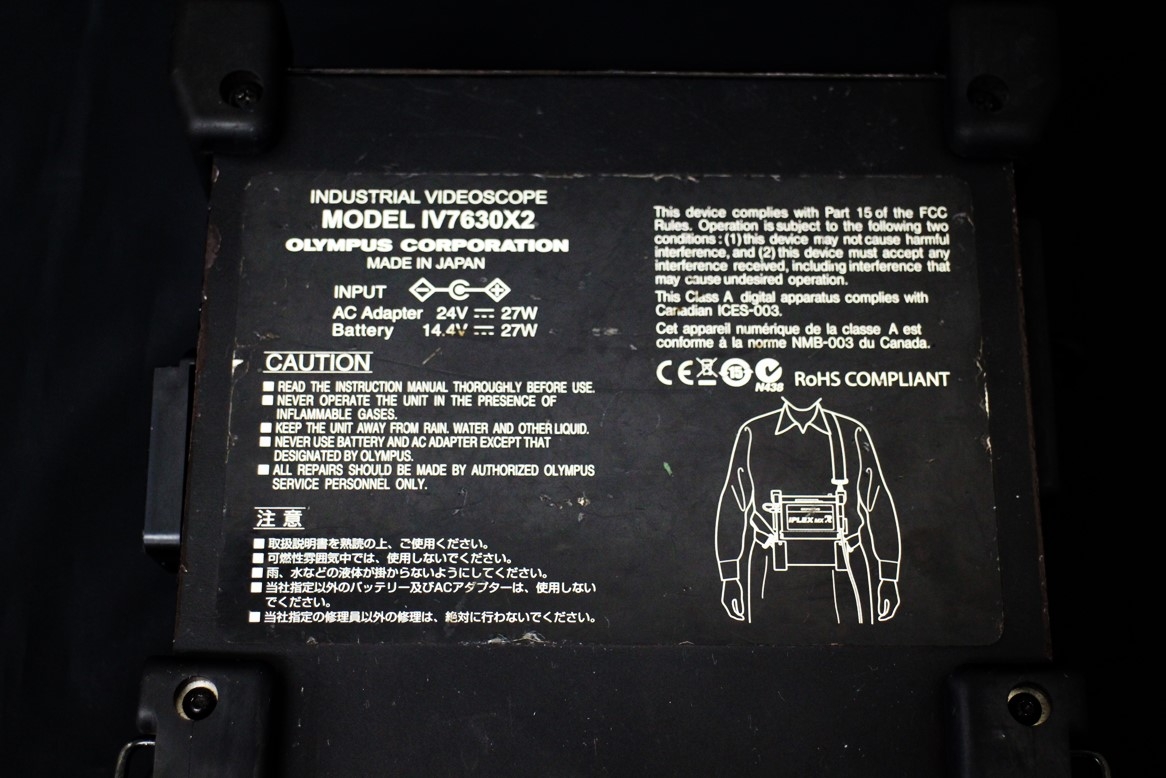 INDUSTRIAL VIDEOSCOPE
MODEL IV7630X2
OLYMPUS CORPORATION
MADE IN JAPAN
INPUT
AC Adapter 24V 27W
Battery 14.4V 27W
CAUTION
■ READ THE INSTRUCTION MANUAL THOROUGHLY BEFORE USE.
■ NEVER OPERATE THE UNIT IN THE PRESENCE OF
INFLAMMABLE GASES.
■ KEEP THE UNIT AWAY FROM RAIN. WATER AND OTHER LIQUID.
■ NEVER USE BATTERY AND AC ADAPTER EXCEPT THAT
DESIGNATED BY OLYMPUS.
■ ALL REPAIRS SHOULD BE MADE BY AUTHORIZED OLYMPUS
SERVICE PERSONNEL ONLY.
注意
■ 取扱説明書を熟読の上、ご使用ください。
■ 可燃性雰囲気中では、使用しないでください。
■ 雨、水などの液体が掛からないようにしてください。
■ 当社指定以外のバッテリー及びACアダプターは、使用しない
でください。
■ 当社指定の修理員以外の修理は、絶対に行わないでください。
This device complies with Part 15 of the FCC
Rules. Operation is subject to the following two
conditions : (1) this device may not cause harmful
interference, and (2) this device must accept any
interference received, including interference that
may cause undesired operation.
This Class A digital apparatus complies with
Canadian ICES-003.
Cet appareil numérique de la classe A est
conforme à la norme NMB-003 du Canada.
CE 15 N436 RoHS COMPLIANT
IPLEX MX R